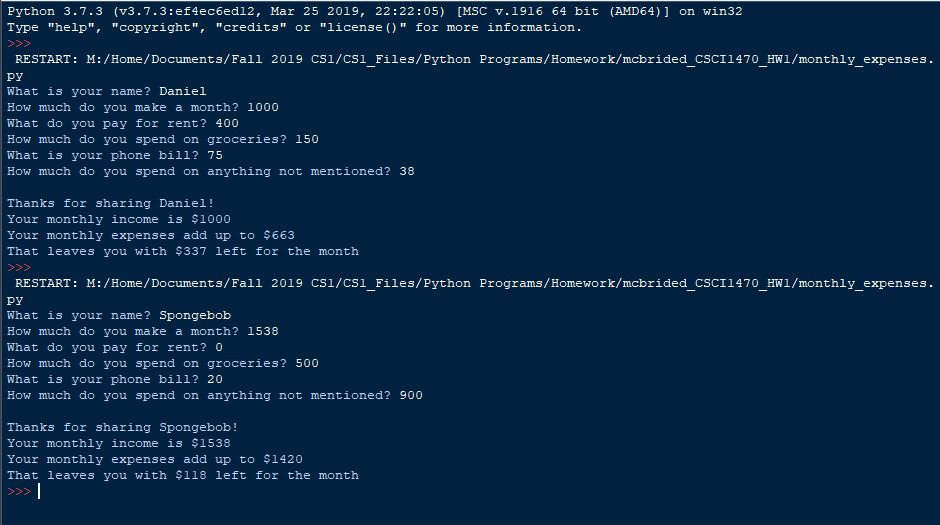 Python 3.7.3 (v3.7.3:ef4ec6ed12, Mar 25 2019, 22:22:05) [MSC v.1916 64 bit (AMD64)] on win32
Type "help", "copyright", "credits" or "license()" for more information.
>>>
 RESTART: M:/Home/Documents/Fall 2019 CS1/CS1_Files/Python Programs/Homework/mcbrided_CSCI1470_HW1/monthly_expenses.
py
What is your name? Daniel
How much do you make a month? 1000
What do you pay for rent? 400
How much do you spend on groceries? 150
What is your phone bill? 75
How much do you spend on anything not mentioned? 38

Thanks for sharing Daniel!
Your monthly income is $1000
Your monthly expenses add up to $663
That leaves you with $337 left for the month
>>>
 RESTART: M:/Home/Documents/Fall 2019 CS1/CS1_Files/Python Programs/Homework/mcbrided_CSCI1470_HW1/monthly_expenses.
py
What is your name? Spongebob
How much do you make a month? 1538
What do you pay for rent? 0
How much do you spend on groceries? 500
What is your phone bill? 20
How much do you spend on anything not mentioned? 900

Thanks for sharing Spongebob!
Your monthly income is $1538
Your monthly expenses add up to $1420
That leaves you with $118 left for the month
>>>